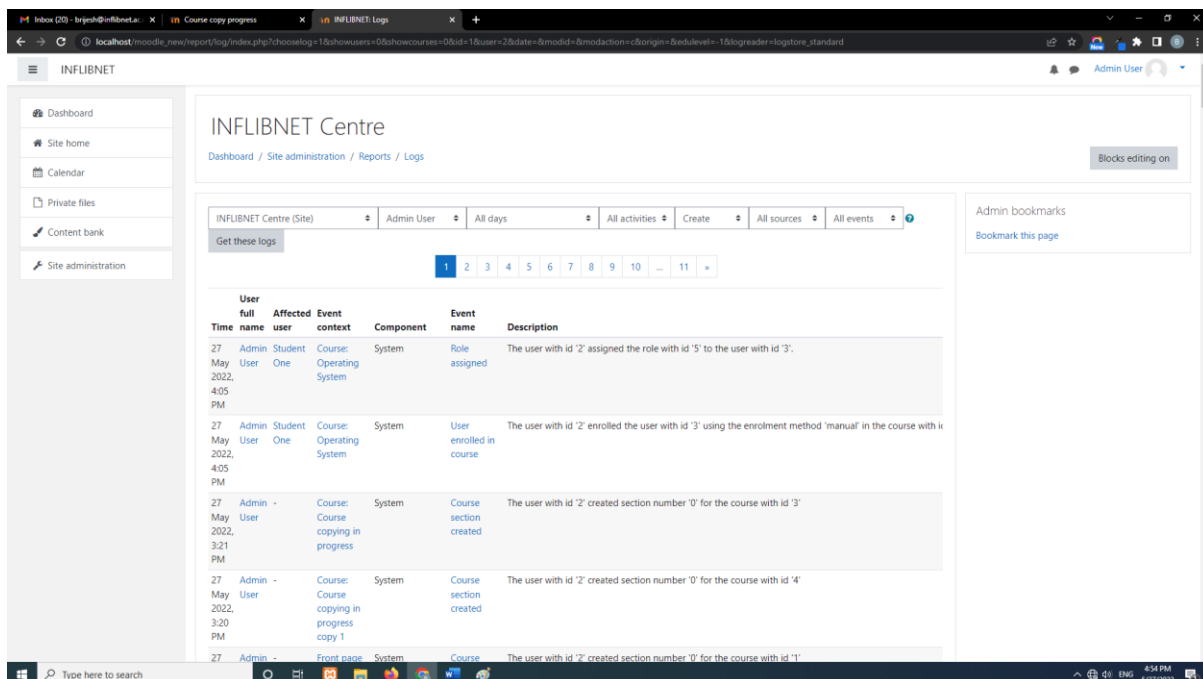 Inbox (20) - brijesh@inflibnet.ac. Course copy progress INFLIBNET: Logs
localhost/moodle_new/report/log/index.php?chooselog=1&showusers=0&showcourses=0&id=1&user=2&date=&modid=&modaction=c&origin=&edulevel=-1&logreader=logstore_standard New
INFLIBNET Admin User
Dashboard
Site home
Calendar
Private files
Content bank
Site administration
INFLIBNET Centre
Dashboard / Site administration / Reports / Logs
Blocks editing on
INFLIBNET Centre (Site) Admin User All days All activities Create All sources All events
Get these logs
1 2 3 4 5 6 7 8 9 10 ... 11 »
Admin bookmarks
Bookmark this page
User
full Affected Event Event
Time name user context Component name Description
27 Admin Student Course: System Role The user with id '2' assigned the role with id '5' to the user with id '3'.
May User One Operating assigned
2022, System
4:05
PM
27 Admin Student Course: System User The user with id '2' enrolled the user with id '3' using the enrolment method 'manual' in the course with
May User One Operating enrolled in
2022, System course
4:05
PM
27 Admin - Course: System Course The user with id '2' created section number '0' for the course with id '3'
May User Course section
2022, copying in created
3:21 progress
PM
27 Admin - Course: System Course The user with id '2' created section number '0' for the course with id '4'
May User Course section
2022, copying in created
3:20 progress
PM copy 1
27 Admin - Front page System Course The user with id '2' created section number '0' for the course with id '1'
Type here to search ENG 4:54 PM